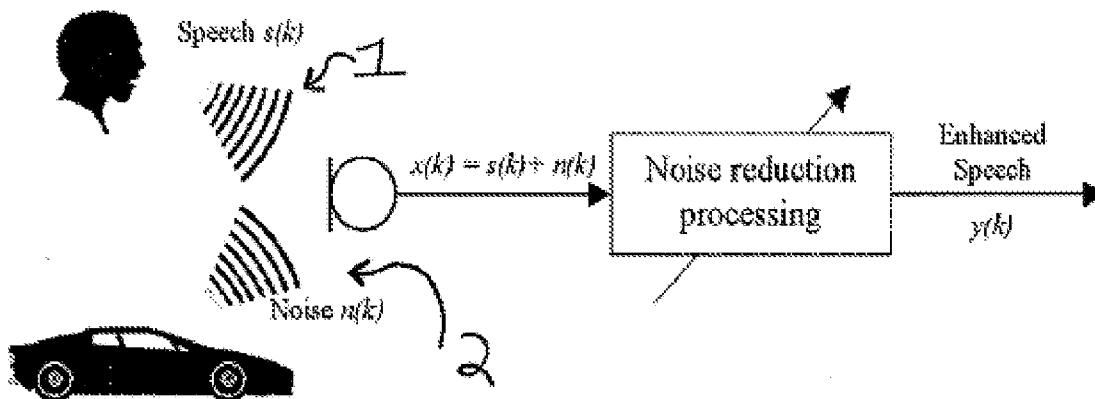 Speech s(k)
1
x(k) = s(k)+ n(k)
Noise reduction
processing
Enhanced
Speech
y(k)
Noise n(k)
2